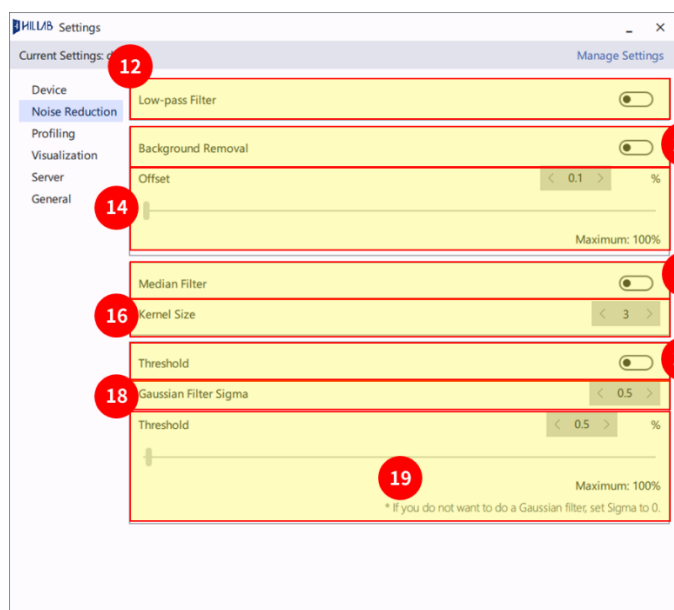 HILLAB Settings
Current Settings: d
Manage Settings
12
Device
Noise Reduction
Profiling
Visualization
Server
General
Low-pass Filter
Background Removal
14
Offset
0.1
%
Maximum: 100%
Median Filter
16
Kernel Size
3
Threshold
18
Gaussian Filter Sigma
0.5
Threshold
0.5
%
19
Maximum: 100%
* If you do not want to do a Gaussian filter, set Sigma to 0.